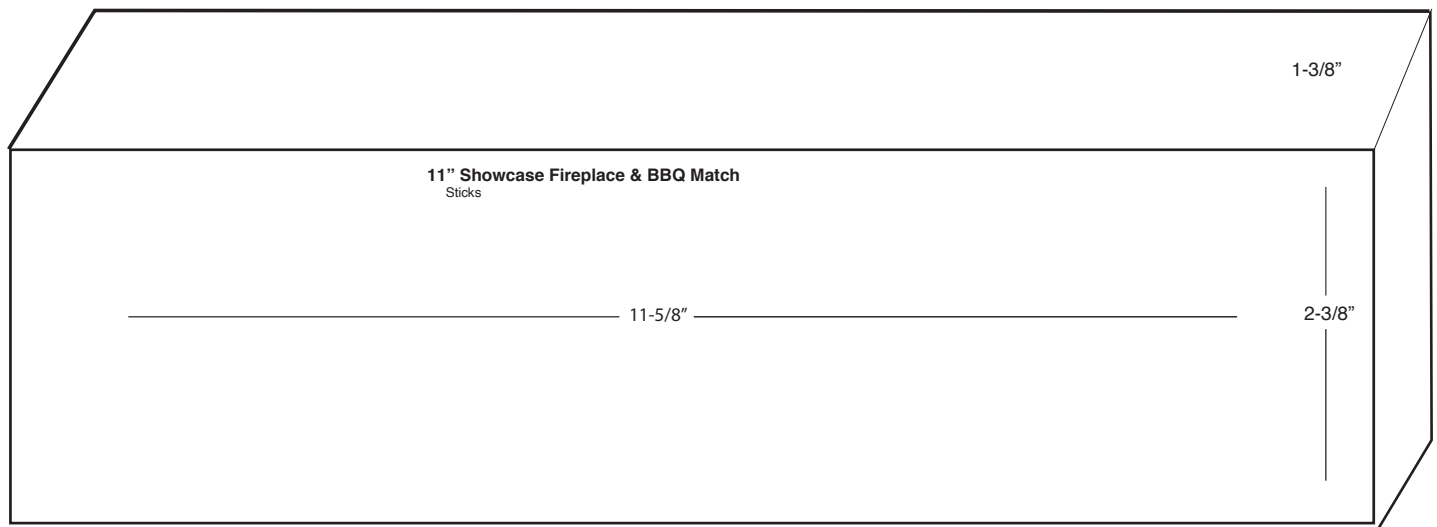 1-3/8”
11” Showcase Fireplace & BBQ Match
Sticks
11-5/8”
2-3/8”